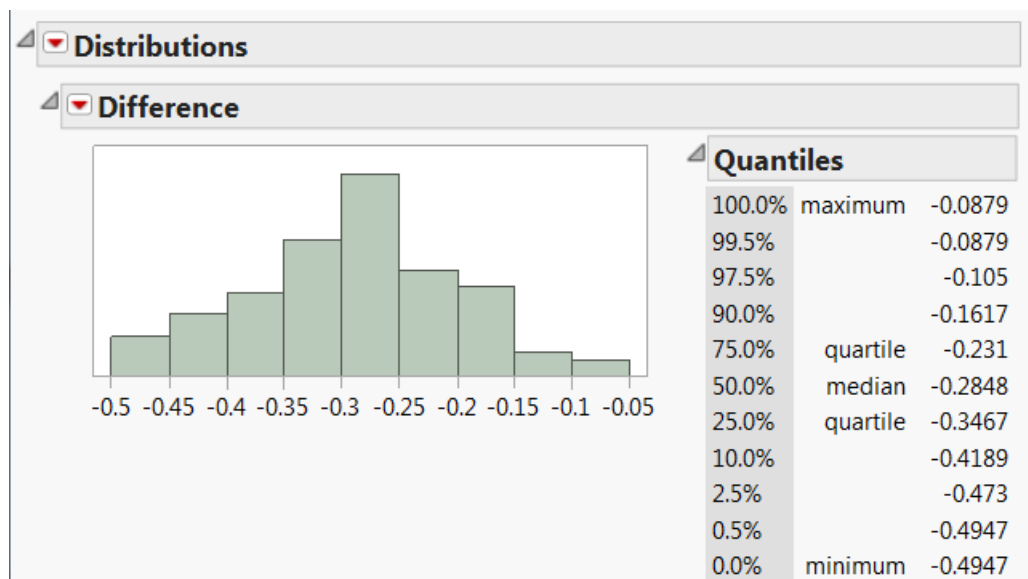 Distributions
Difference
-0.5 -0.45 -0.4 -0.35 -0.3 -0.25 -0.2 -0.15 -0.1 -0.05
Quantiles
100.0% maximum -0.0879
99.5% -0.0879
97.5% -0.105
90.0% -0.1617
75.0% quartile -0.231
50.0% median -0.2848
25.0% quartile -0.3467
10.0% -0.4189
2.5% -0.473
0.5% -0.4947
0.0% minimum -0.4947